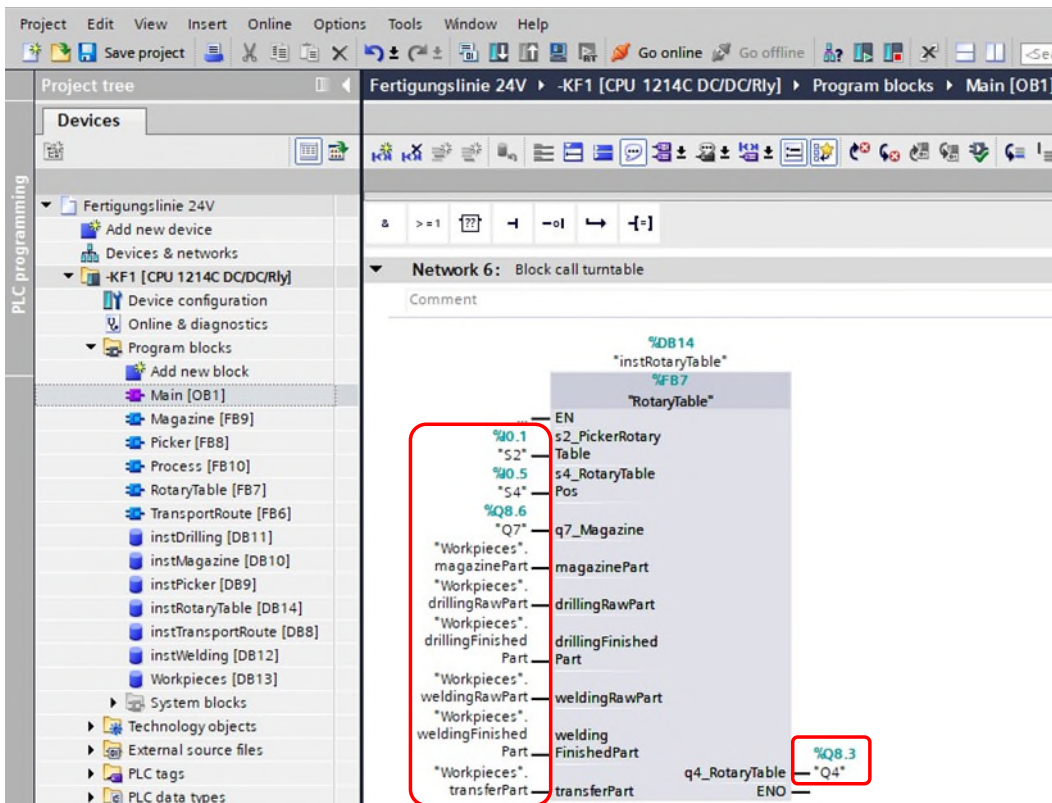 Project Edit View Insert Online Options Tools Window Help
Save project Go online Go offline
Project tree
Fertigungslinie 24V ▸ -KF1 [CPU 1214C DC/DC/Rly] ▸ Program blocks ▸ Main [OB1]
Devices
PLC programming
Fertigungslinie 24V
Add new device
Devices & networks
-KF1 [CPU 1214C DC/DC/Rly]
Device configuration
Online & diagnostics
Program blocks
Add new block
Main [OB1]
Magazine [FB9]
Picker [FB8]
Process [FB10]
RotaryTable [FB7]
TransportRoute [FB6]
instDrilling [DB11]
instMagazine [DB10]
instPicker [DB9]
instRotaryTable [DB14]
instTransportRoute [DB8]
instWelding [DB12]
Workpieces [DB13]
System blocks
Technology objects
External source files
PLC tags
PLC data types
& >=1 ??
Network 6: Block call turntable
Comment
%DB14
"instRotaryTable"
%FB7
"RotaryTable"
... EN
%I0.1 s2_PickerRotary
"S2" Table
%I0.5 s4_RotaryTable
"S4" Pos
%Q8.6
"Q7" q7_Magazine
"Workpieces".
magazinePart magazinePart
"Workpieces".
drillingRawPart drillingRawPart
"Workpieces".
drillingFinished drillingFinished
Part Part
"Workpieces".
weldingRawPart weldingRawPart
"Workpieces".
weldingFinished welding
Part FinishedPart
%Q8.3
"Workpieces". q4_RotaryTable "Q4"
transferPart transferPart ENO